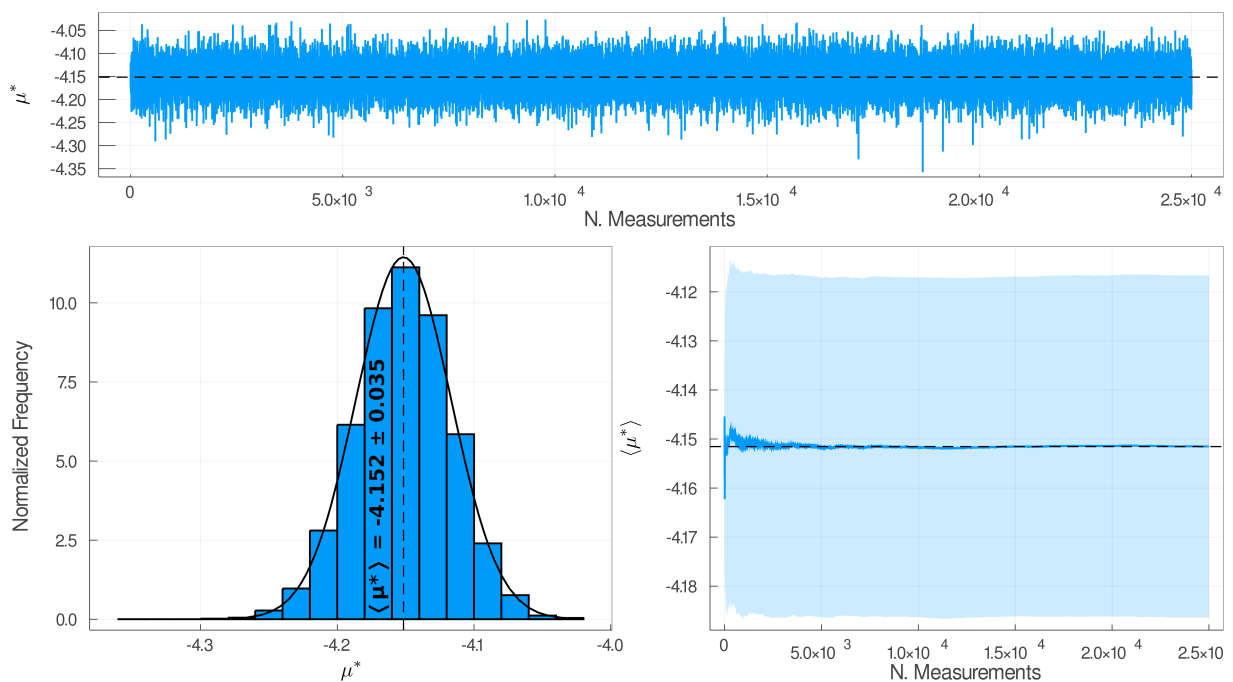 μ*
-4.05
-4.10
-4.15
-4.20
-4.25
-4.30
-4.35
0 5.0×10 3 1.0×10 4 1.5×10 4 2.0×10 4 2.5×10 4
N. Measurements
Normalized Frequency
10.0
7.5
5.0
2.5
0.0
⟨μ*⟩ = -4.152 ± 0.035
-4.3 -4.2 -4.1 -4.0
μ*
⟨μ*⟩
-4.12
-4.13
-4.14
-4.15
-4.16
-4.17
-4.18
0 5.0×10 3 1.0×10 4 1.5×10 4 2.0×10 4 2.5×10
N. Measurements